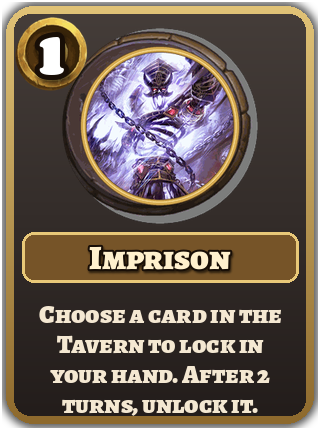 1
Imprison
Choose a card in the
Tavern to lock in
your hand. After 2
turns, unlock it.